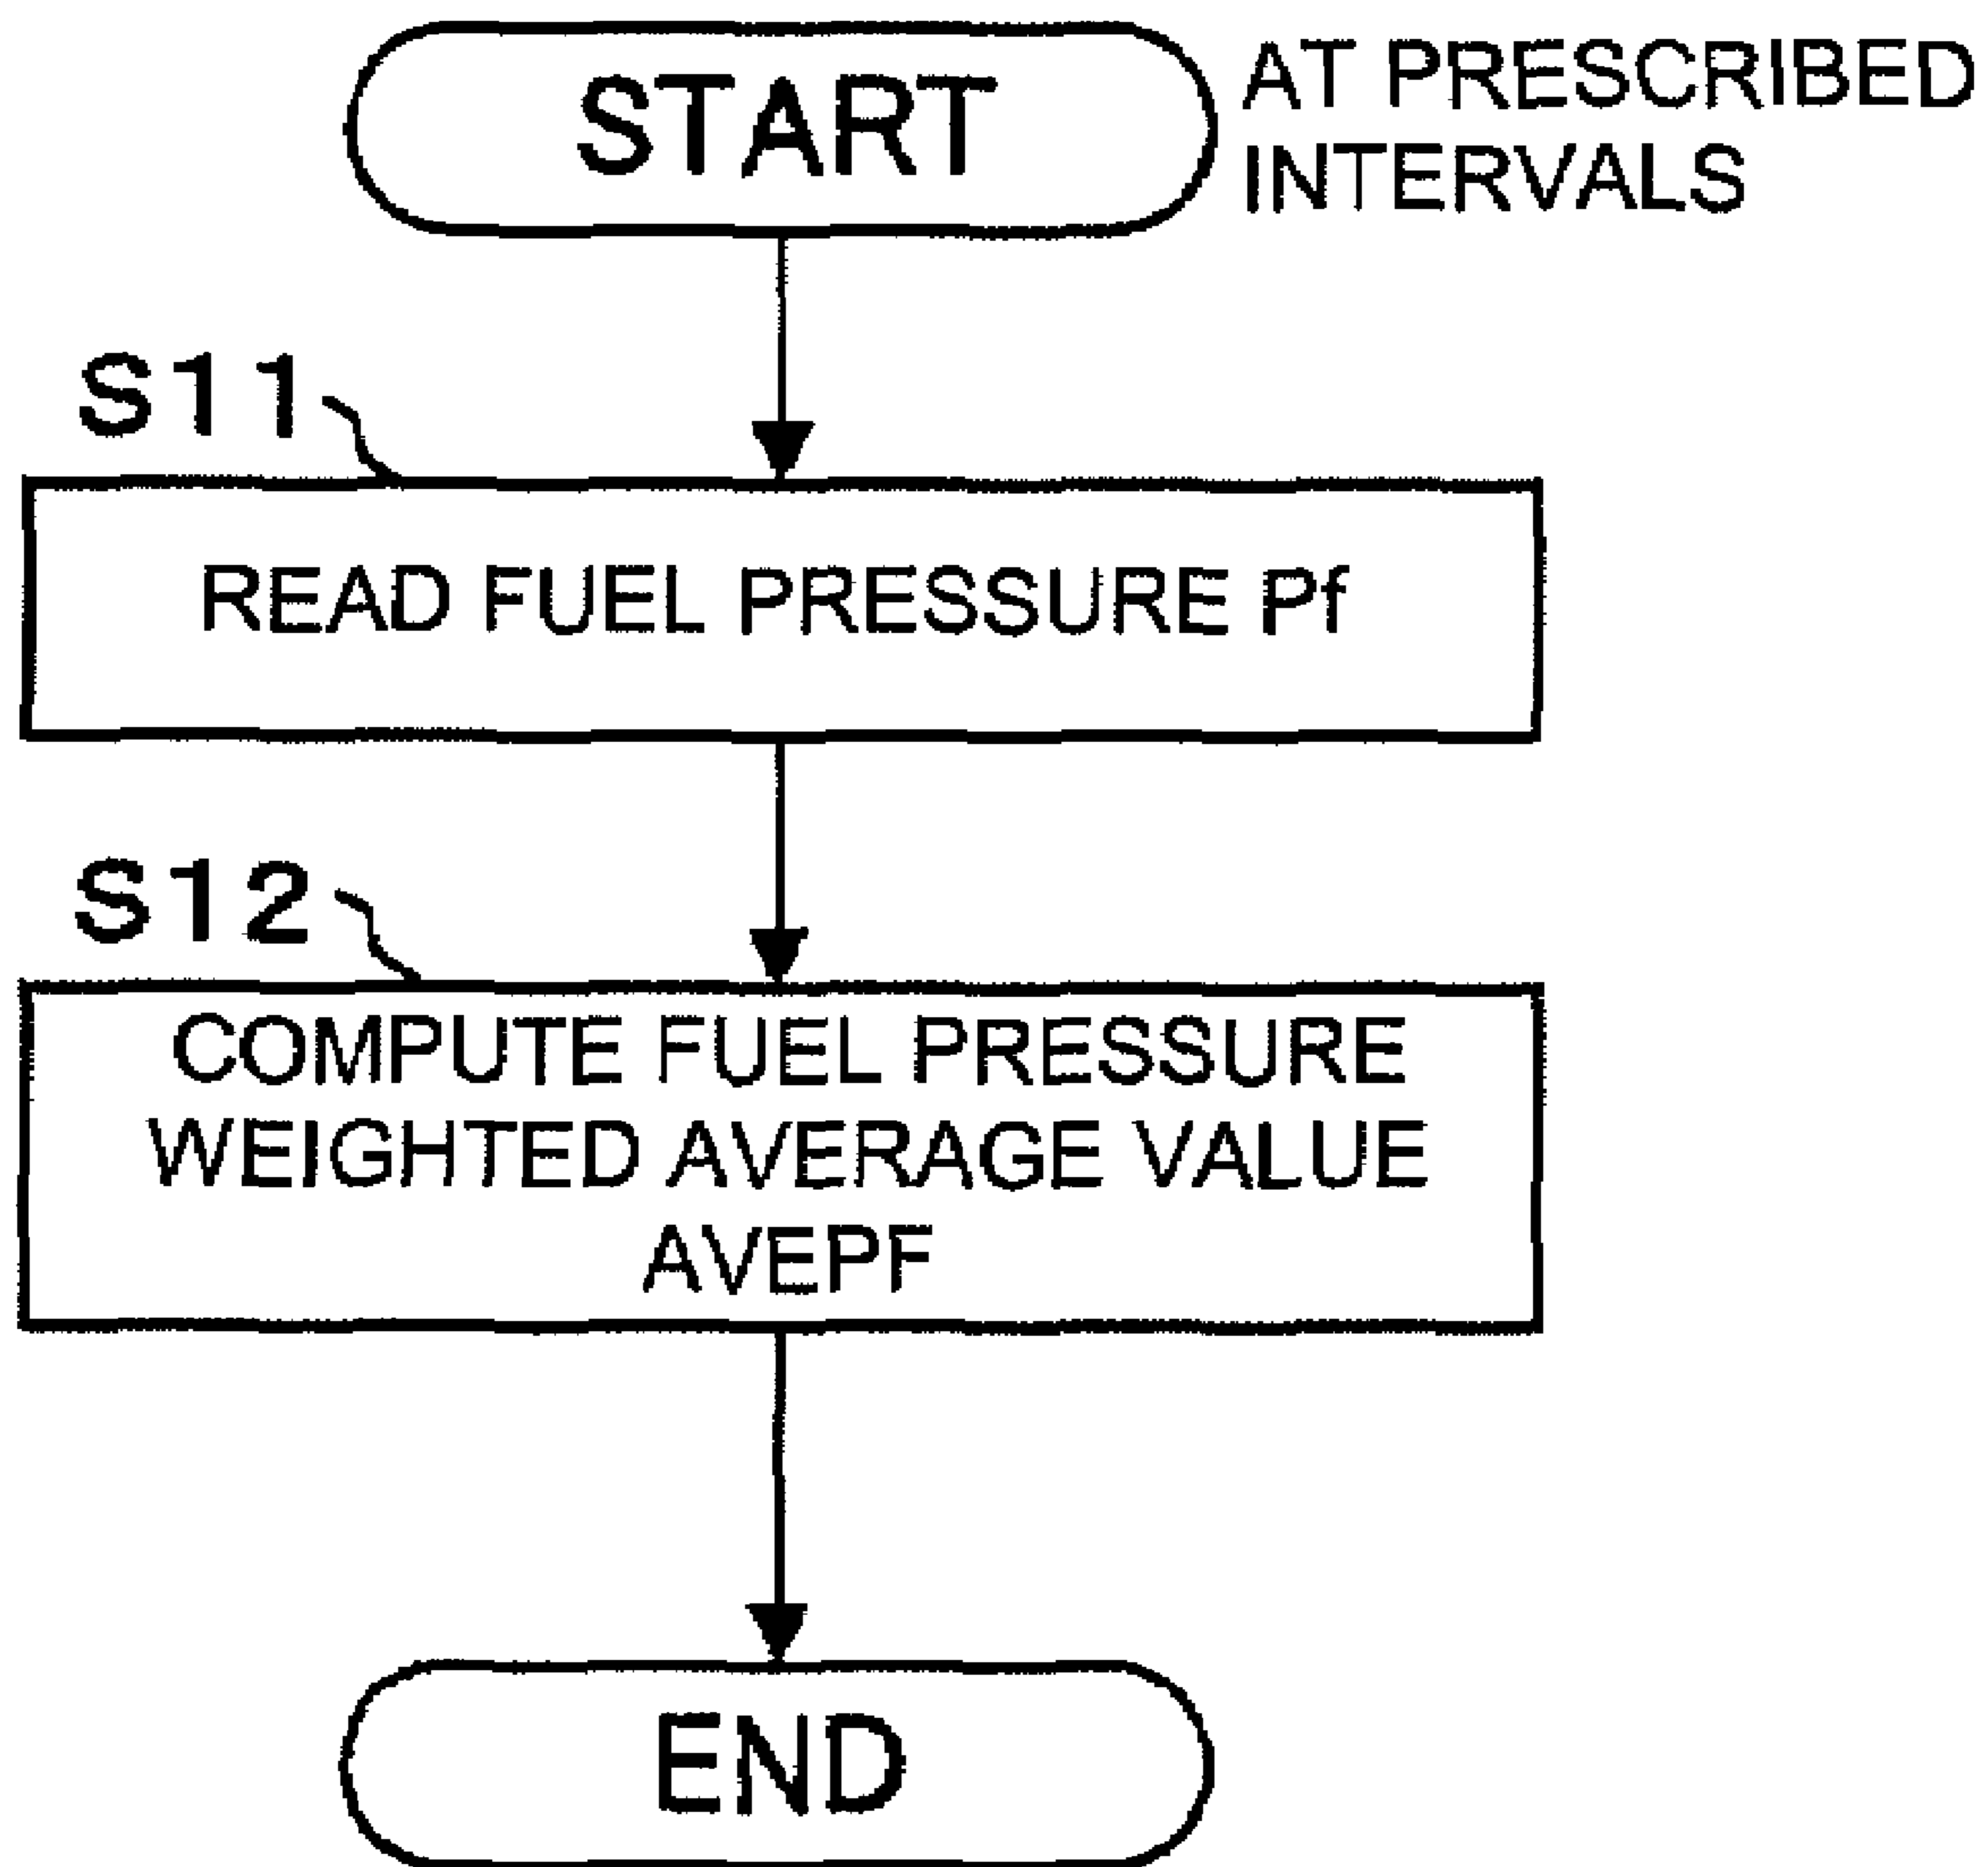 START
AT PRESCRIBED
INTERVALS
S11
READ FUEL PRESSURE Pf
S12
COMPUTE FUEL PRESSURE
WEIGHTED AVERAGE VALUE
AVEPF
END